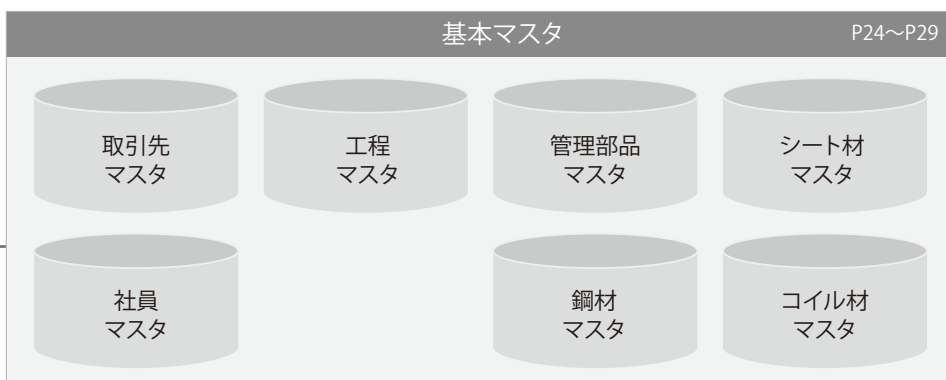 基本マスタ
P24～P29
取引先
マスタ
工程
マスタ
管理部品
マスタ
シート材
マスタ
社員
マスタ
鋼材
マスタ
コイル材
マスタ